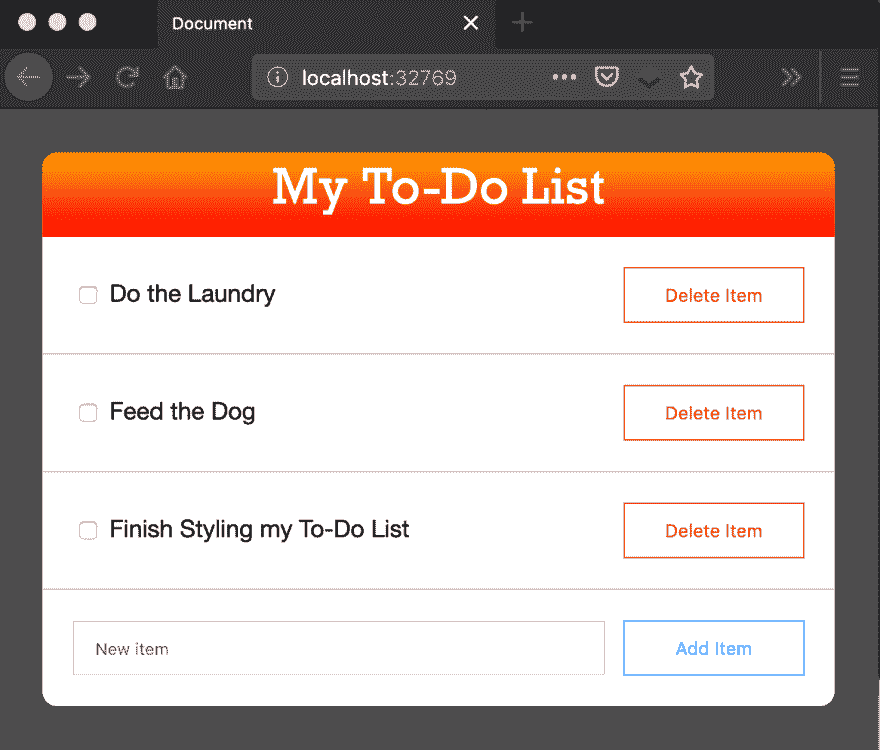 Document
localhost:32769
My To-Do List
Do the Laundry
Delete Item
Feed the Dog
Delete Item
Finish Styling my To-Do List
Delete Item
New item
Add Item